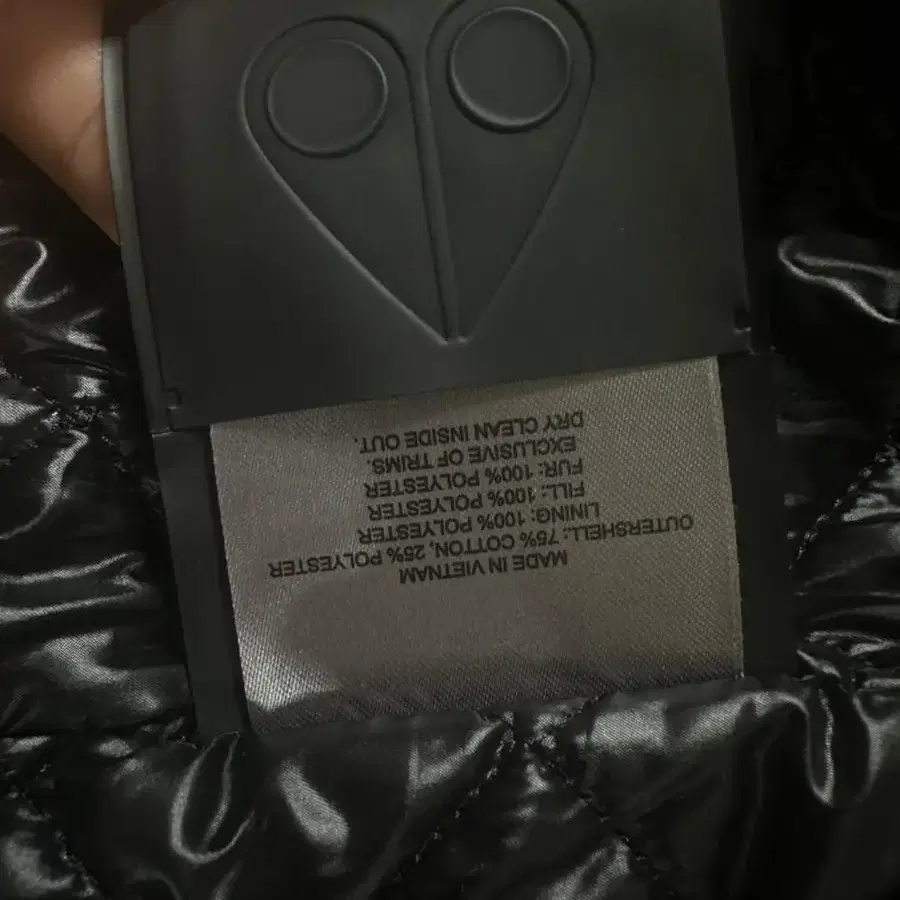 MADE IN VIETNAM
OUTERSHELL: 75% COTTON, 25% POLYESTER
LINING: 100% POLYESTER
FILL: 100% POLYESTER
FUR: 100% POLYESTER
EXCLUSIVE OF TRIMS.
DRY CLEAN INSIDE OUT.